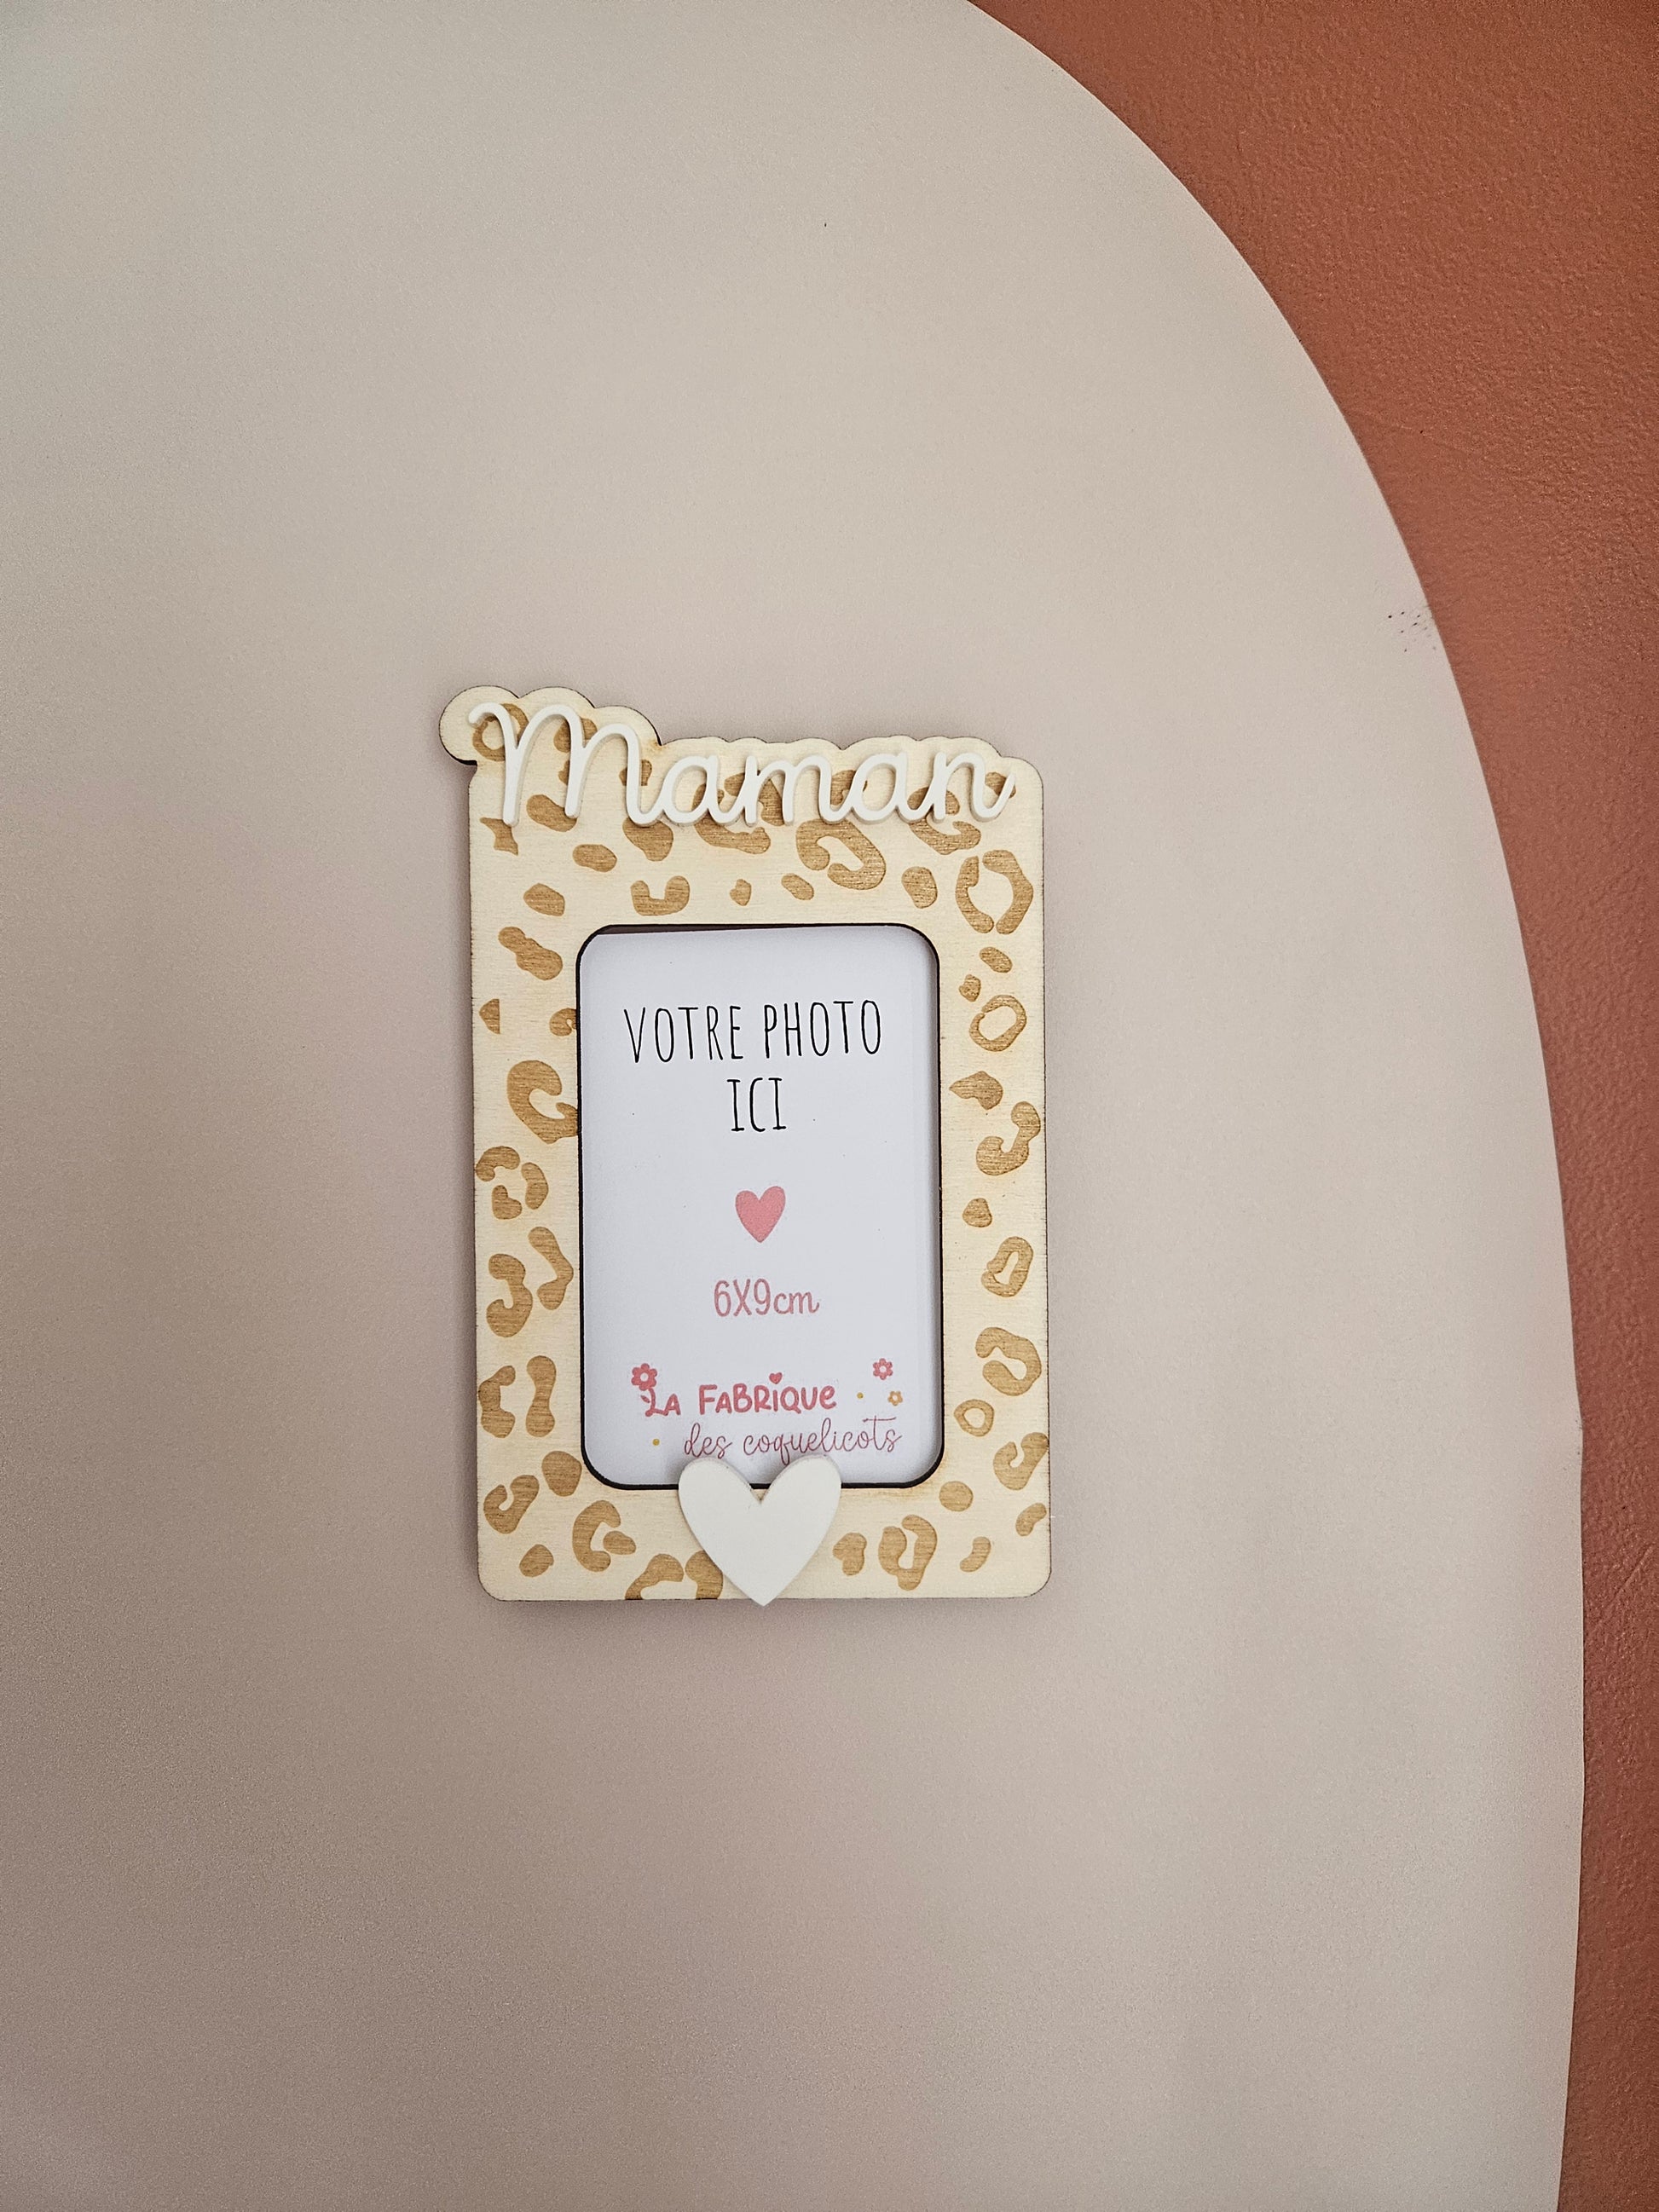 Maman
VOTRE PHOTO
ICI
6X9cm
LA FABRIQUE
des coquelicots